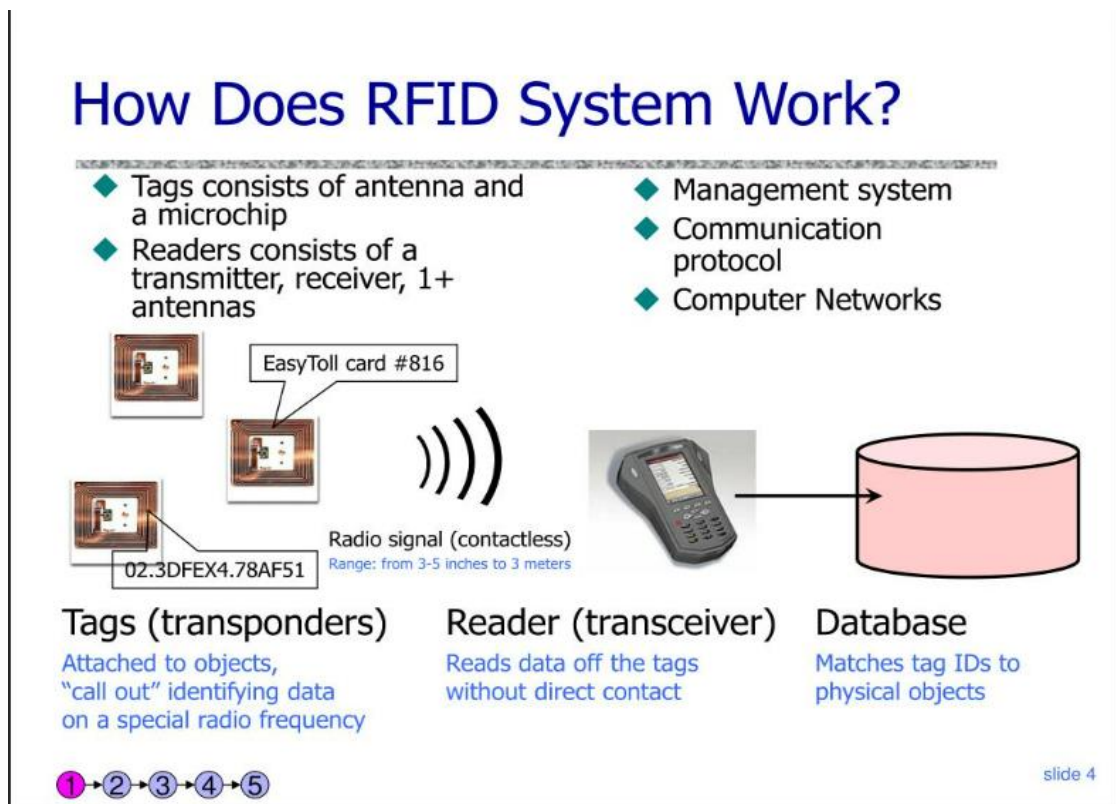 How Does RFID System Work?
Tags consists of antenna and
a microchip
Readers consists of a
transmitter, receiver, 1+
antennas
Management system
Communication
protocol
Computer Networks
EasyToll card #816
02.3DFEX4.78AF51
Radio signal (contactless)
Range: from 3-5 inches to 3 meters
Tags (transponders)
Attached to objects,
“call out” identifying data
on a special radio frequency
Reader (transceiver)
Reads data off the tags
without direct contact
Database
Matches tag IDs to
physical objects
1 2 3 4 5
slide 4